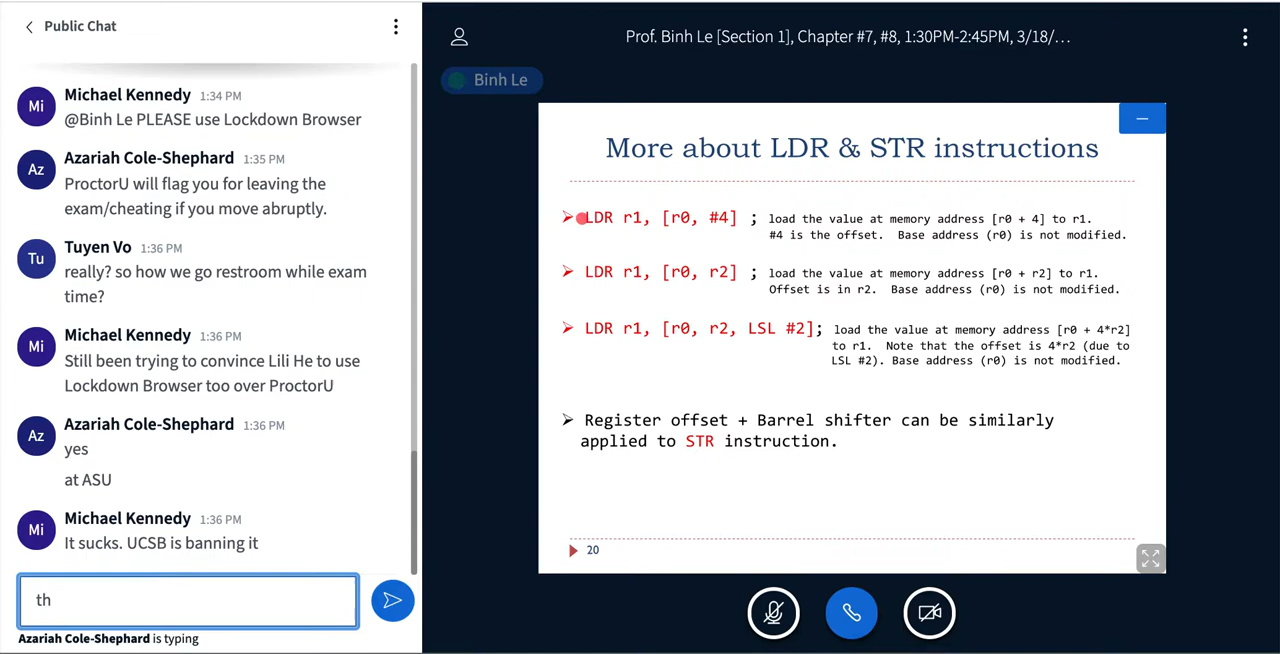 Public Chat
Mi
Michael Kennedy 1:34 PM
@Binh Le PLEASE use Lockdown Browser
Az
Azariah Cole-Shephard 1:35 PM
ProctorU will flag you for leaving the
exam/cheating if you move abruptly.
Tu
Tuyen Vo 1:36 PM
really? so how we go restroom while exam
time?
Mi
Michael Kennedy 1:36 PM
Still been trying to convince Lili He to use
Lockdown Browser too over ProctorU
Az
Azariah Cole-Shephard 1:36 PM
yes
at ASU
Mi
Michael Kennedy 1:36 PM
It sucks. UCSB is banning it
th
Azariah Cole-Shephard is typing
Prof. Binh Le [Section 1], Chapter #7, #8, 1:30PM-2:45PM, 3/18/…
Binh Le
More about LDR & STR instructions
LDR r1, [r0, #4] ; load the value at memory address [r0 + 4] to r1.
#4 is the offset. Base address (r0) is not modified.
LDR r1, [r0, r2] ; load the value at memory address [r0 + r2] to r1.
Offset is in r2. Base address (r0) is not modified.
LDR r1, [r0, r2, LSL #2]; load the value at memory address [r0 + 4*r2]
to r1. Note that the offset is 4*r2 (due to
LSL #2). Base address (r0) is not modified.
Register offset + Barrel shifter can be similarly
applied to STR instruction.
20